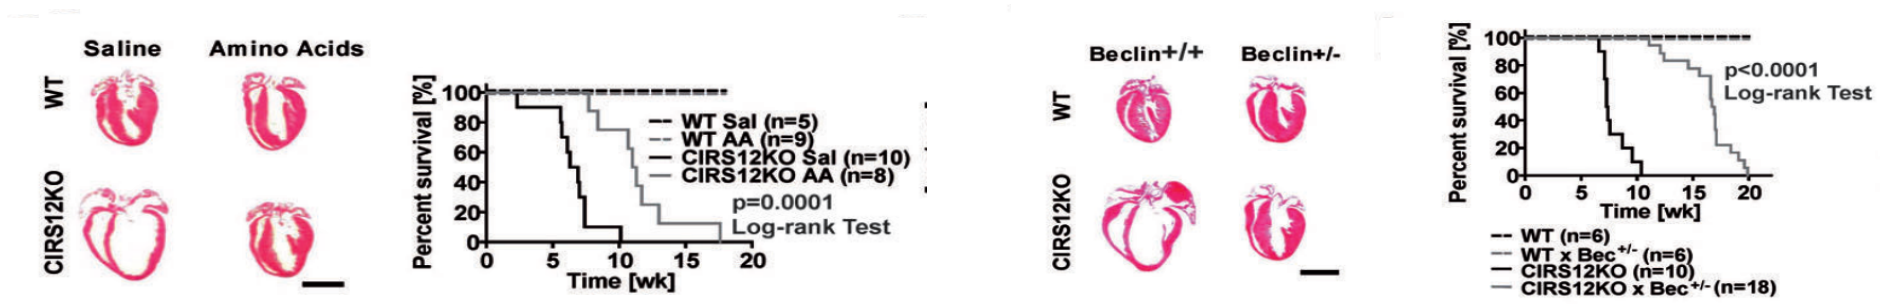 Saline Amino Acids
WT
CIRS12KO
Percent survival [%]
100
80
60
40
20
0
0 5 10 15 20
Time [wk]
WT Sal (n=5)
WT AA (n=9)
CIRS12KO Sal (n=10)
CIRS12KO AA (n=8)
p=0.0001
Log-rank Test
Beclin+/+ Beclin+/-
WT
CIRS12KO
Percent survival [%]
100
80
60
40
20
0
0 5 10 15 20
Time [wk]
p<0.0001
Log-rank Test
WT (n=6)
WT x Bec+/- (n=6)
CIRS12KO (n=10)
CIRS12KO x Bec+/- (n=18)